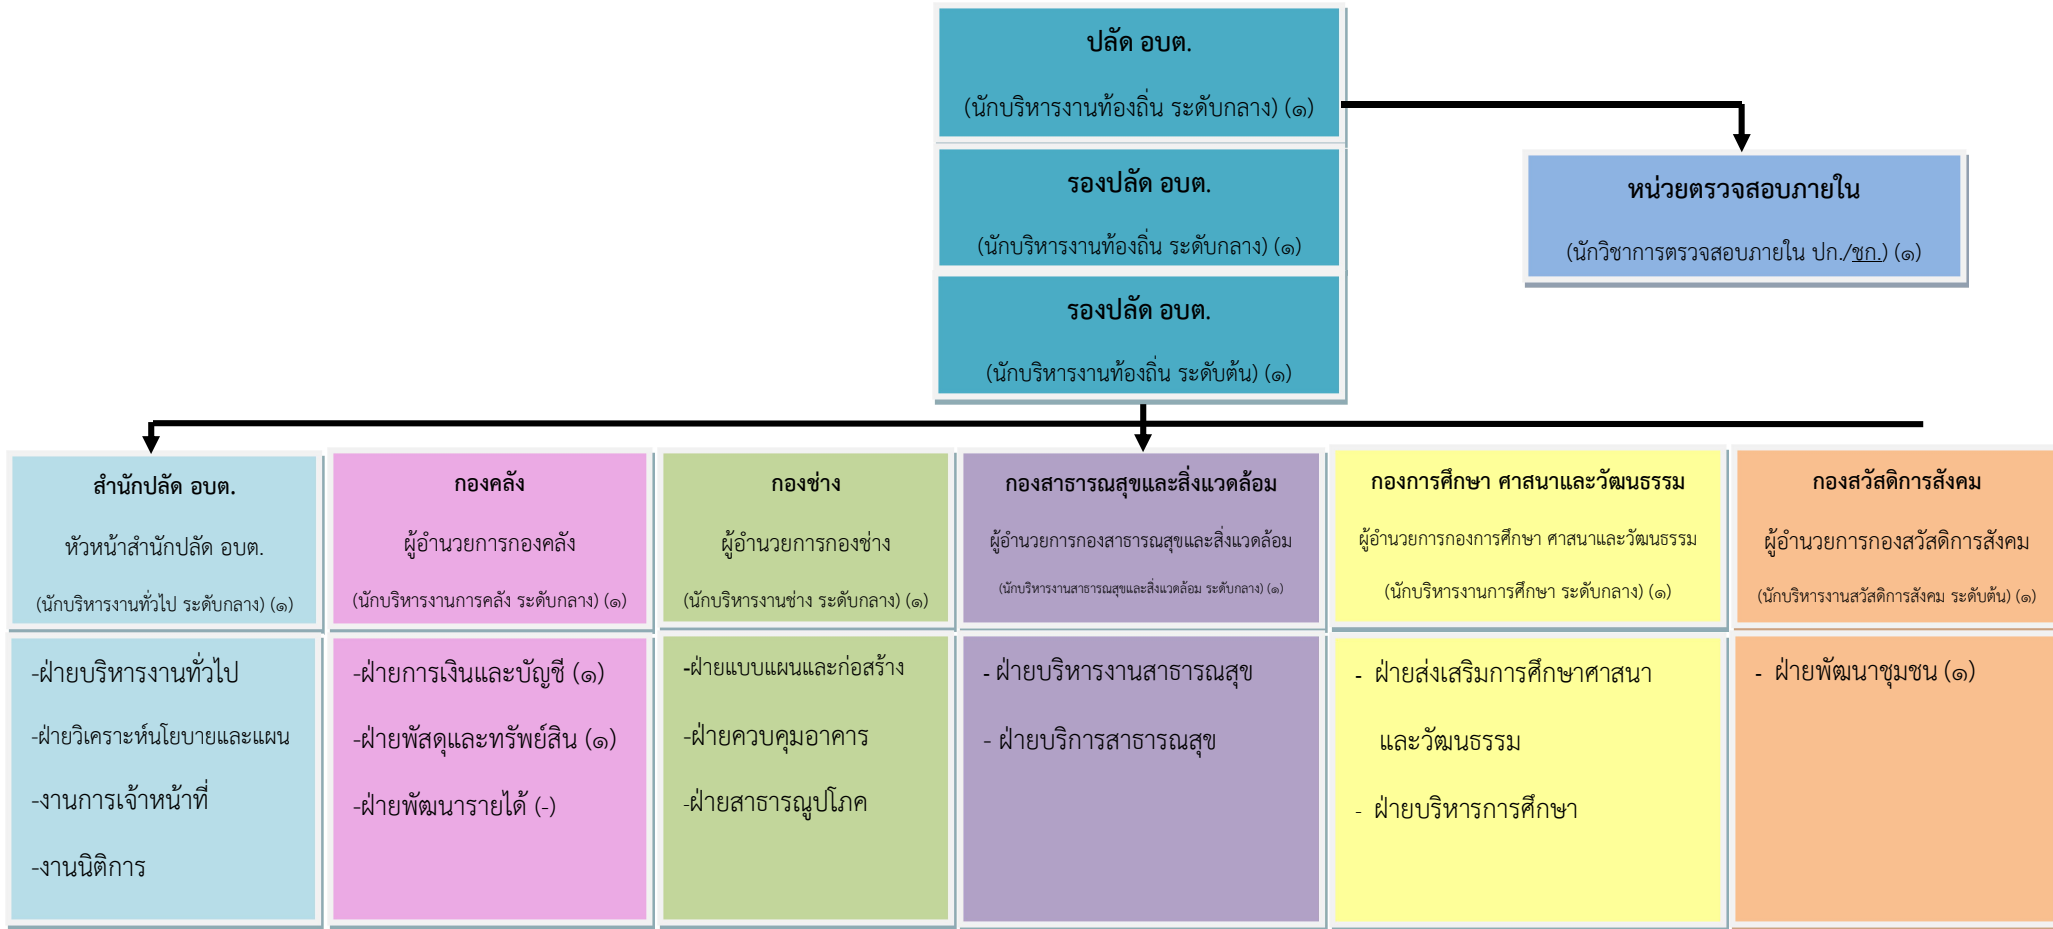 ปลัด อบต.
(นักบริหารงานท้องถิ่น ระดับกลาง) (๑)
รองปลัด อบต.
(นักบริหารงานท้องถิ่น ระดับกลาง) (๑)
รองปลัด อบต.
(นักบริหารงานท้องถิ่น ระดับต้น) (๑)
หน่วยตรวจสอบภายใน
(นักวิชาการตรวจสอบภายใน ปก./ชก.) (๑)
สำนักปลัด อบต.
หัวหน้าสำนักปลัด อบต.
(นักบริหารงานทั่วไป ระดับกลาง) (๑)
-ฝ่ายบริหารงานทั่วไป
-ฝ่ายวิเคราะห์นโยบายและแผน
-งานการเจ้าหน้าที่
-งานนิติการ
กองคลัง
ผู้อำนวยการกองคลัง
(นักบริหารงานการคลัง ระดับกลาง) (๑)
-ฝ่ายการเงินและบัญชี (๑)
-ฝ่ายพัสดุและทรัพย์สิน (๑)
-ฝ่ายพัฒนารายได้ (-)
กองช่าง
ผู้อำนวยการกองช่าง
(นักบริหารงานช่าง ระดับกลาง) (๑)
-ฝ่ายแบบแผนและก่อสร้าง
-ฝ่ายควบคุมอาคาร
-ฝ่ายสาธารณูปโภค
กองสาธารณสุขและสิ่งแวดล้อม
ผู้อำนวยการกองสาธารณสุขและสิ่งแวดล้อม
(นักบริหารงานสาธารณสุขและสิ่งแวดล้อม ระดับกลาง) (๑)
- ฝ่ายบริหารงานสาธารณสุข
- ฝ่ายบริการสาธารณสุข
กองการศึกษา ศาสนาและวัฒนธรรม
ผู้อำนวยการกองการศึกษา ศาสนาและวัฒนธรรม
(นักบริหารงานการศึกษา ระดับกลาง) (๑)
- ฝ่ายส่งเสริมการศึกษาศาสนา
และวัฒนธรรม
- ฝ่ายบริหารการศึกษา
กองสวัสดิการสังคม
ผู้อำนวยการกองสวัสดิการสังคม
(นักบริหารงานสวัสดิการสังคม ระดับต้น) (๑)
- ฝ่ายพัฒนาชุมชน (๑)